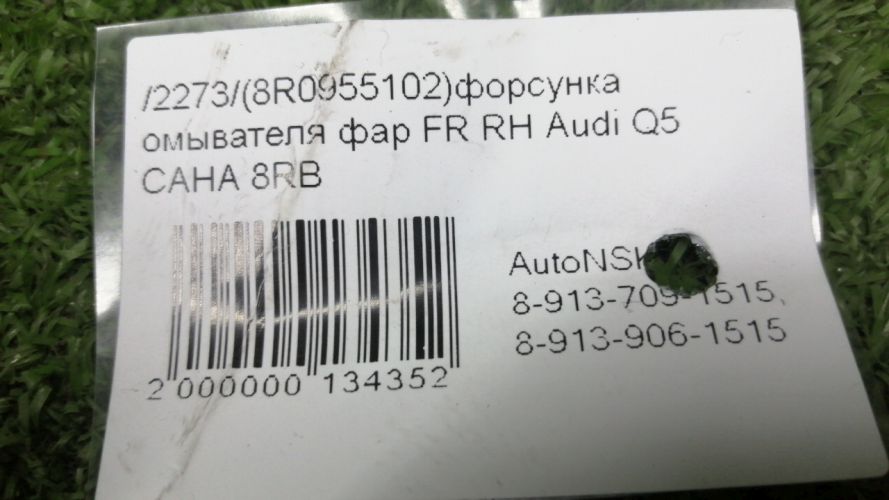 /2273/(8R0955102)форсунка
омывателя фар FR RH Audi Q5
CAHA 8RB
AutoNSK
8-913-709-1515,
8-913-906-1515
2 000000 134352